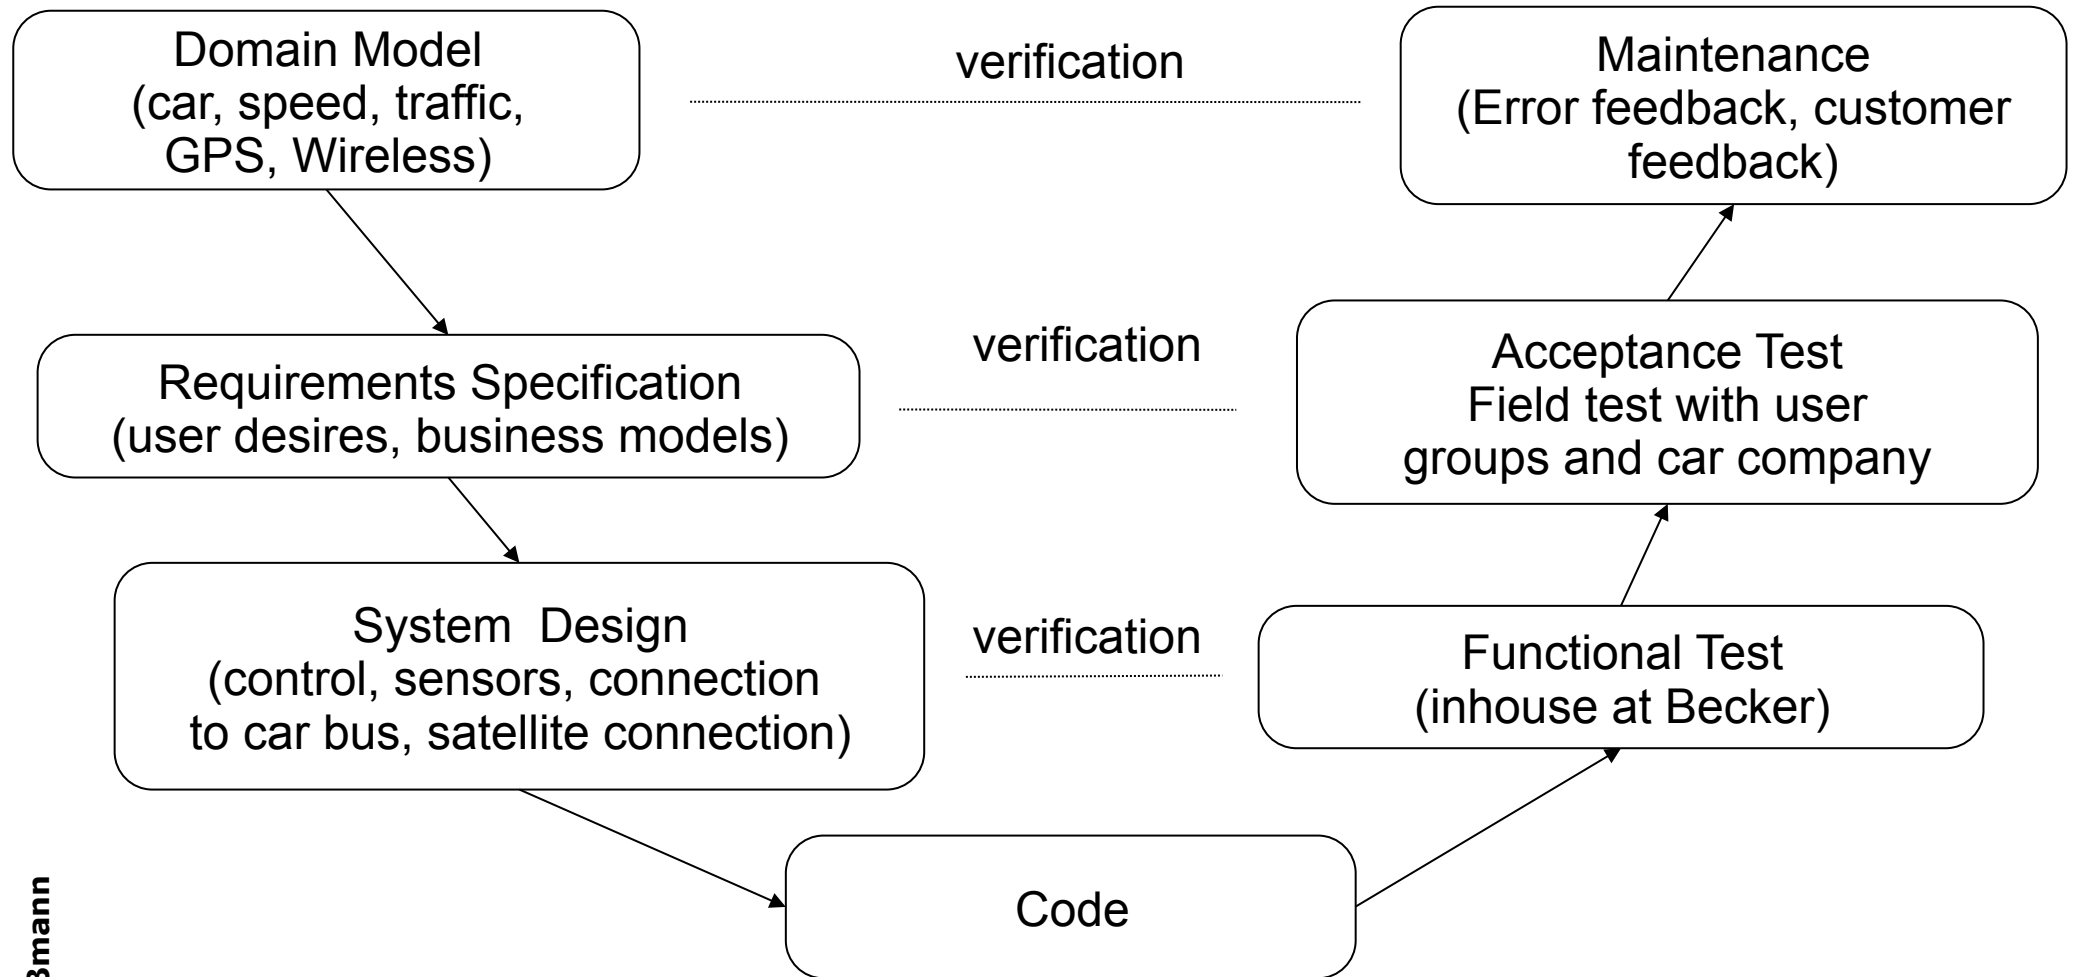 Domain Model
(car, speed, traffic,
GPS, Wireless)
verification
Maintenance
(Error feedback, customer
feedback)
Requirements Specification
(user desires, business models)
verification
Acceptance Test
Field test with user
groups and car company
System Design
(control, sensors, connection
to car bus, satellite connection)
verification
Functional Test
(inhouse at Becker)
Code